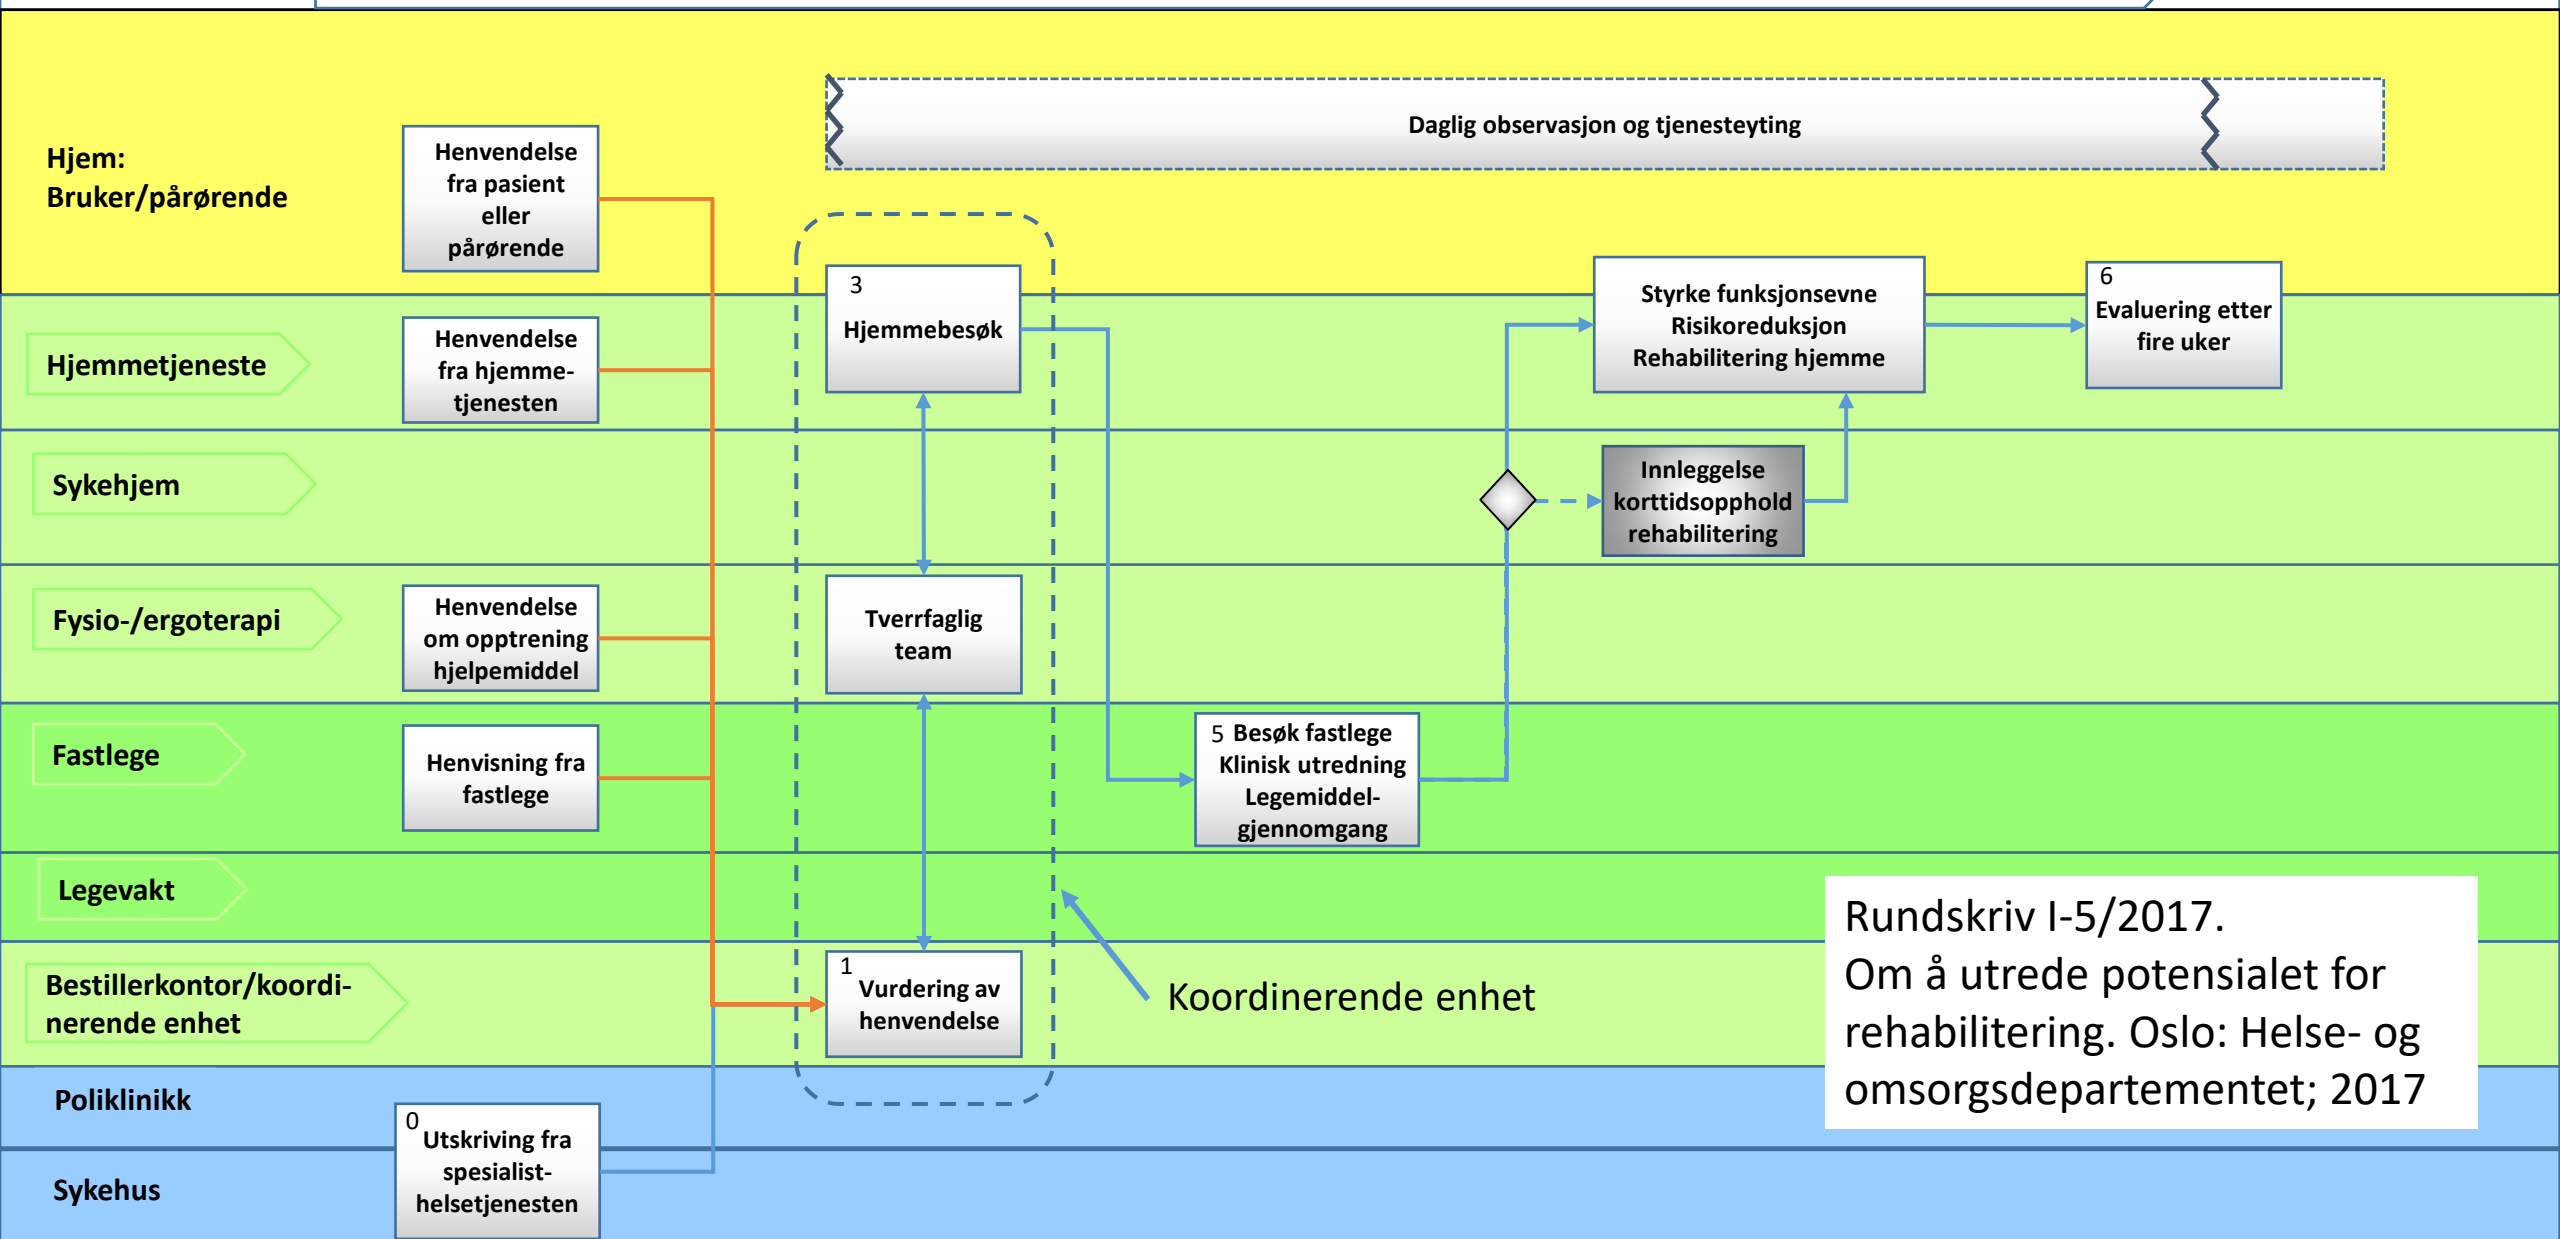 Daglig observasjon og tjenesteyting
Hjem:
Bruker/pårørende
Henvendelse
fra pasient
eller
pårørende
3
Hjemmebesøk
Styrke funksjonsevne
Risikoreduksjon
Rehabilitering hjemme
6
Evaluering etter
fire uker
Hjemmetjeneste
Henvendelse
fra hjemme-
tjenesten
Sykehjem
Innleggelse
korttidsopphold
rehabilitering
Fysio-/ergoterapi
Henvendelse
om opptrening
hjelpemiddel
Tverrfaglig
team
Fastlege
Henvisning fra
fastlege
5 Besøk fastlege
Klinisk utredning
Legemiddel-
gjennomgang
Legevakt
Bestillerkontor/koordi-
nerende enhet
1
Vurdering av
henvendelse
Koordinerende enhet
Rundskriv I-5/2017.
Om å utrede potensialet for
rehabilitering. Oslo: Helse- og
omsorgsdepartementet; 2017
Poliklinikk
0
Utskriving fra
spesialist-
helsetjenesten
Sykehus